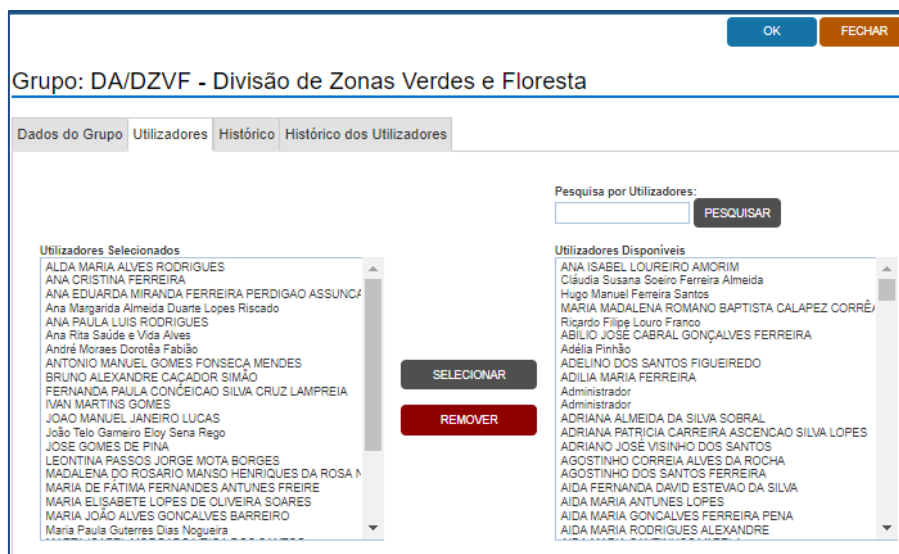 OK
FECHAR
Grupo: DA/DZVF - Divisão de Zonas Verdes e Floresta
Dados do Grupo
Utilizadores
Histórico
Histórico dos Utilizadores
Pesquisa por Utilizadores:
PESQUISAR
Utilizadores Selecionados
ALDA MARIA ALVES RODRIGUES
ANA CRISTINA FERREIRA
ANA EDUARDA MIRANDA FERREIRA PERDIGAO ASSUNCA
Ana Margarida Almeida Duarte Lopes Riscado
ANA PAULA LUIS RODRIGUES
Ana Rita Saúde e Vida Alves
André Moraes Dorotêa Fabião
ANTONIO MANUEL GOMES FONSECA MENDES
BRUNO ALEXANDRE CAÇADOR SIMÃO
FERNANDA PAULA CONCEICAO SILVA CRUZ LAMPREIA
IVAN MARTINS GOMES
JOAO MANUEL JANEIRO LUCAS
João Telo Gameiro Eloy Sena Rego
JOSE GOMES DE PINA
LEONTINA PASSOS JORGE MOTA BORGES
MADALENA DO ROSARIO MANSO HENRIQUES DA ROSA
MARIA DE FÁTIMA FERNANDES ANTUNES FREIRE
MARIA ELISABETE LOPES DE OLIVEIRA SOARES
MARIA JOÃO ALVES GONCALVES BARREIRO
Maria Paula Guterres Dias Nogueira
SELECIONAR
REMOVER
Utilizadores Disponíveis
ANA ISABEL LOUREIRO AMORIM
Cláudia Susana Soeiro Ferreira Almeida
Hugo Manuel Ferreira Santos
MARIA MADALENA ROMANO BAPTISTA CALAPEZ CORRÊA
Ricardo Filipe Louro Franco
ABILIO JOSÉ CABRAL GONÇALVES FERREIRA
Adélia Pinhão
ADELINO DOS SANTOS FIGUEIREDO
ADILIA MARIA FERREIRA
Administrador
Administrador
ADRIANA ALMEIDA DA SILVA SOBRAL
ADRIANA PATRICIA CARREIRA ASCENCAO SILVA LOPES
ADRIANO JOSÉ VISINHO DOS SANTOS
AGOSTINHO CORREIA ALVES DA ROCHA
AGOSTINHO DOS SANTOS FERREIRA
AIDA FERNANDA DAVID ESTEVAO DA SILVA
AIDA MARIA ANTUNES LOPES
AIDA MARIA GONCALVES FERREIRA PENA
AIDA MARIA RODRIGUES ALEXANDRE